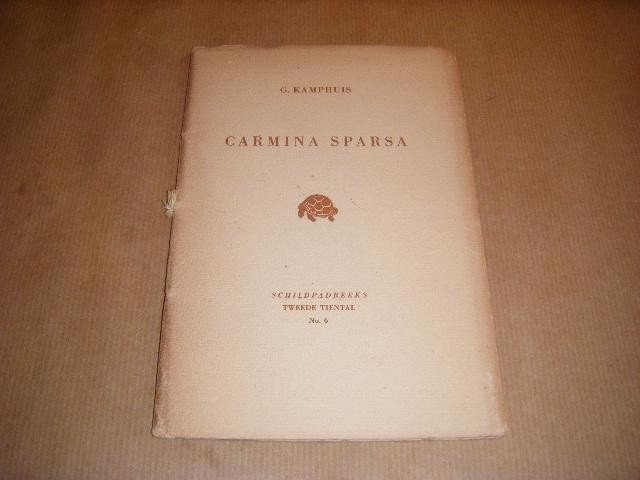 G. KAMPHUIS
CARMINA SPARSA
SCHILDPADREEKS
TWEEDE TIENTAL
No. 6